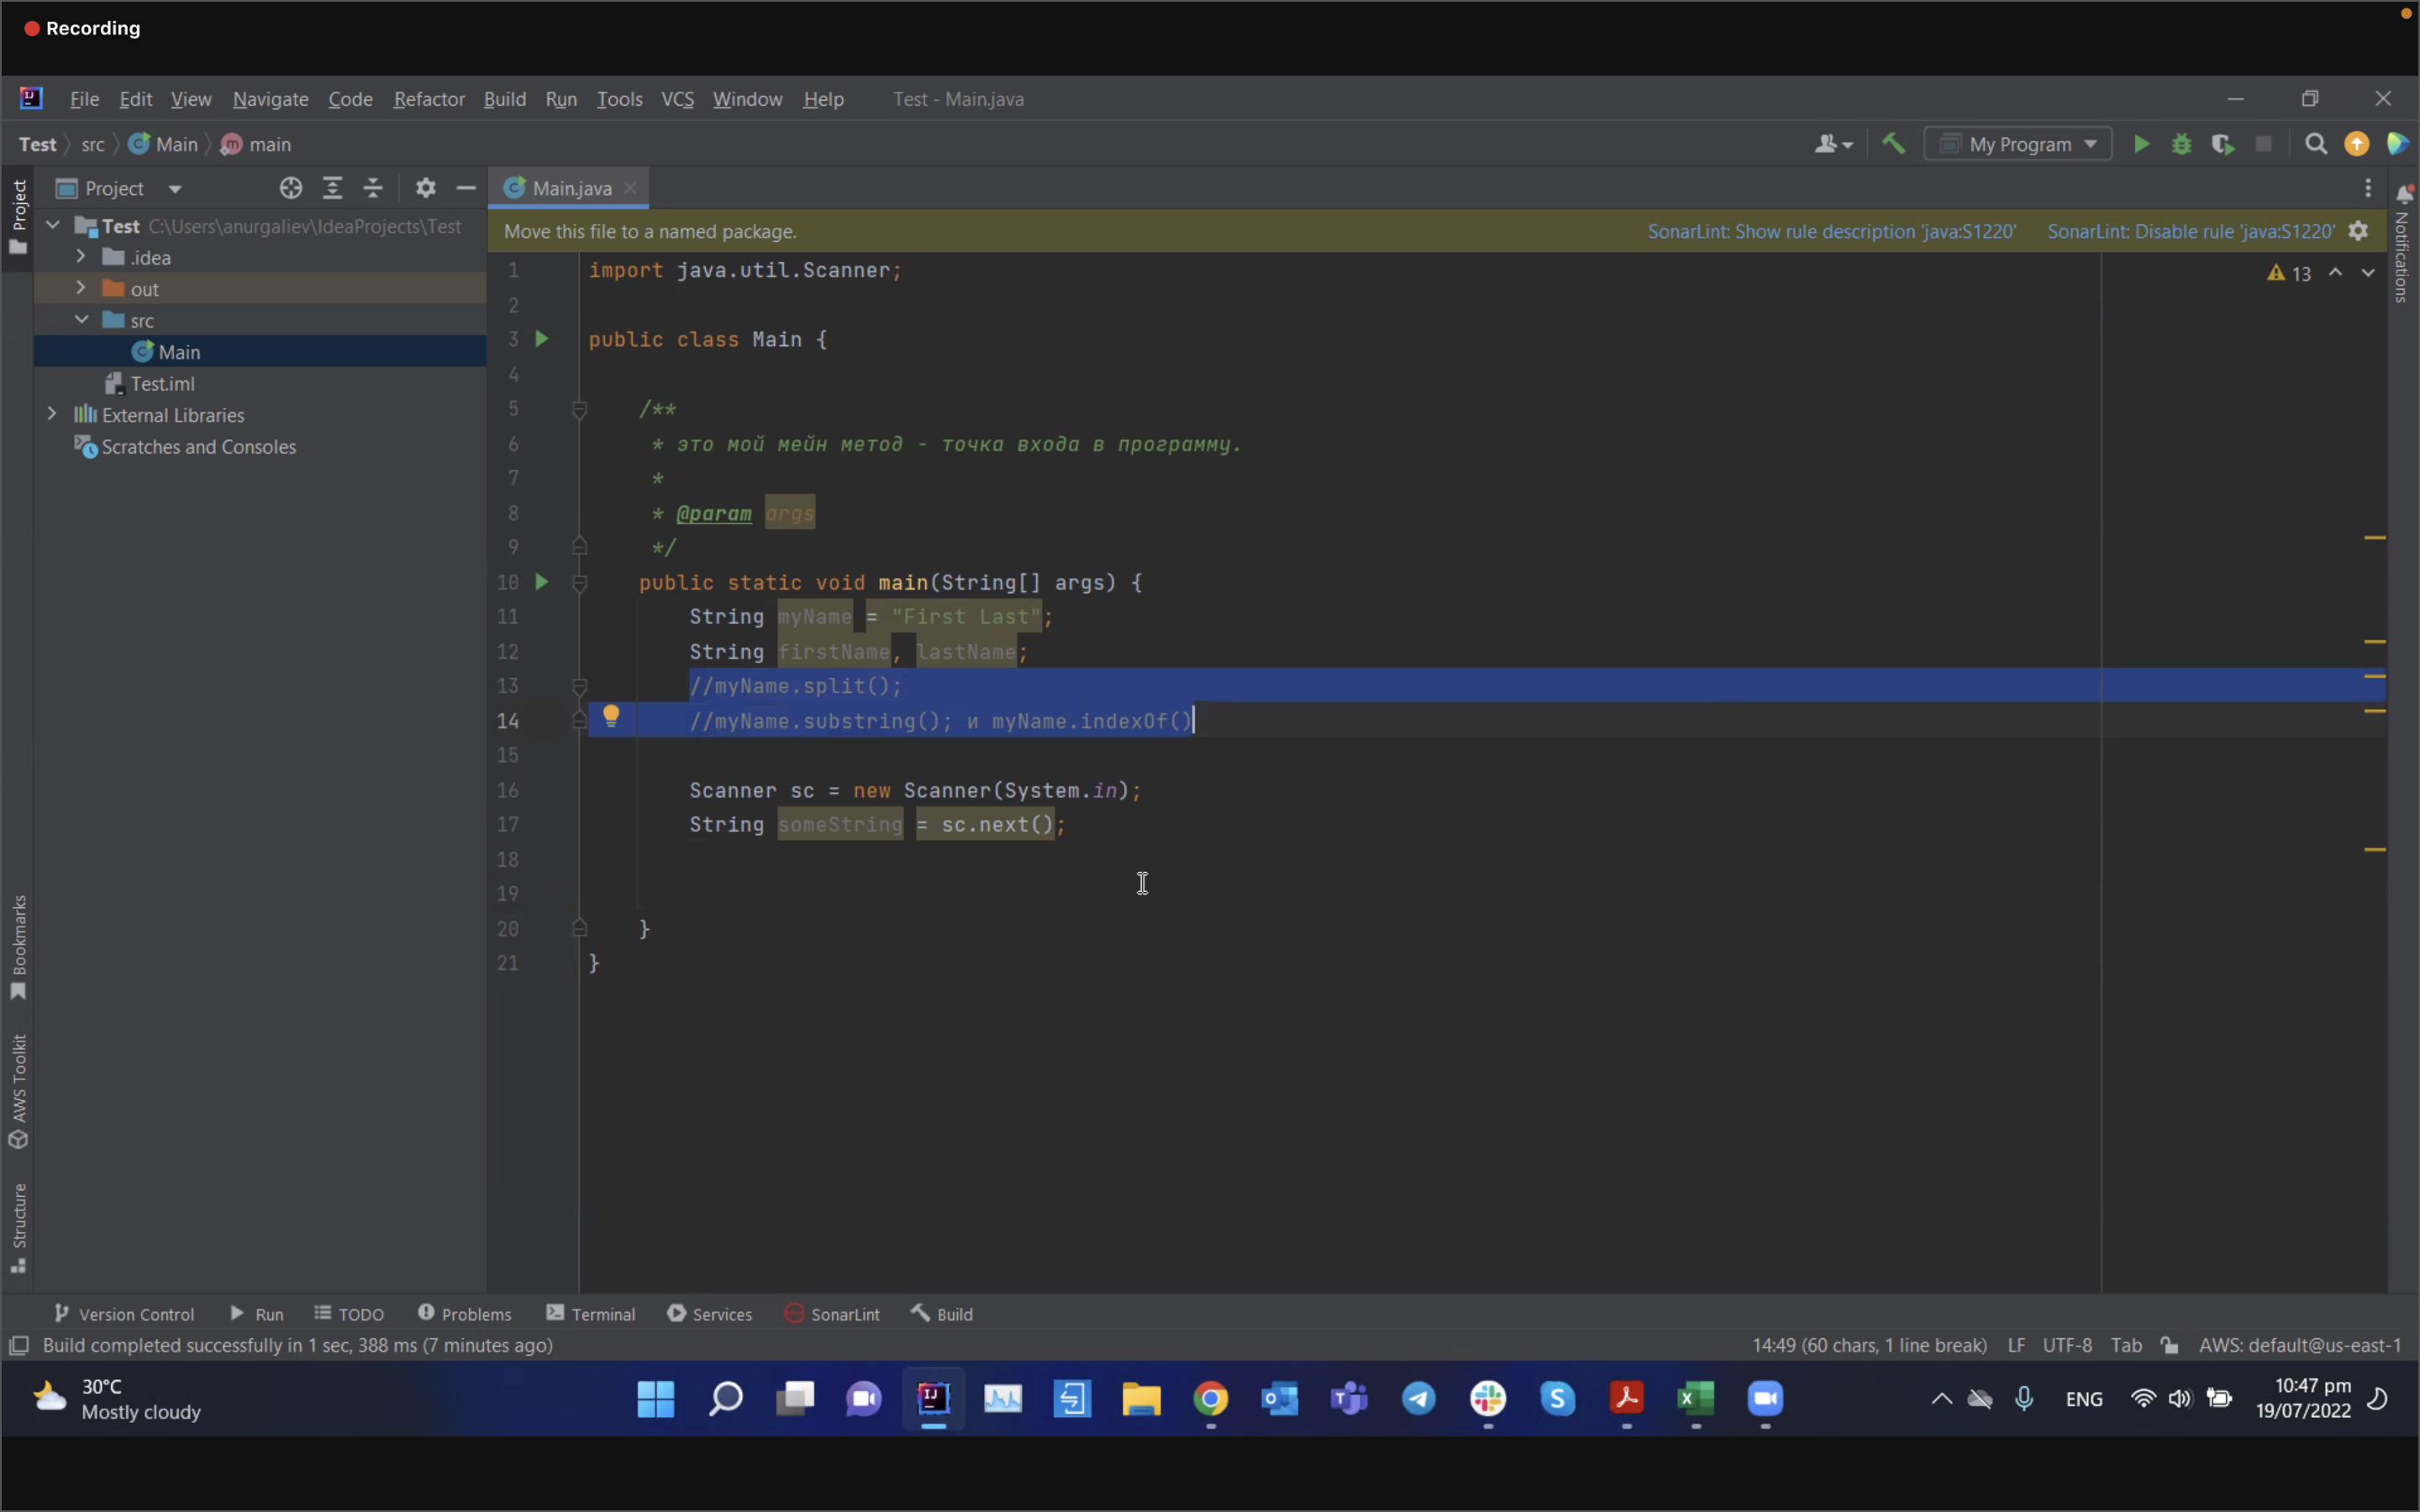 Recording
File Edit View Navigate Code Refactor Build Run Tools VCS Window Help Test - Main.java
Test src Main main
My Program
Project
Main.java
Project
Test C:\Users\anurgaliev\IdeaProjects\Test
.idea
out
src
Main
Test.iml
External Libraries
Scratches and Consoles
Move this file to a named package. SonarLint: Show rule description 'java:S1220' SonarLint: Disable rule 'java:S1220'
13
Notifications
1 import java.util.Scanner;
2
3 public class Main {
4
5 /**
6 * это мой мейн метод - точка входа в программу.
7 *
8 * @param args
9 */
10 public static void main(String[] args) {
11 String myName = "First Last";
12 String firstName, lastName;
13 //myName.split();
14 //myName.substring(); и myName.indexOf()
15
16 Scanner sc = new Scanner(System.in);
17 String someString = sc.next();
18
19
20 }
21 }
Bookmarks
AWS Toolkit
Structure
Version Control Run TODO Problems Terminal Services SonarLint Build
Build completed successfully in 1 sec, 388 ms (7 minutes ago) 14:49 (60 chars, 1 line break) LF UTF-8 Tab AWS: default@us-east-1
30°C
Mostly cloudy
ENG
10:47 pm
19/07/2022